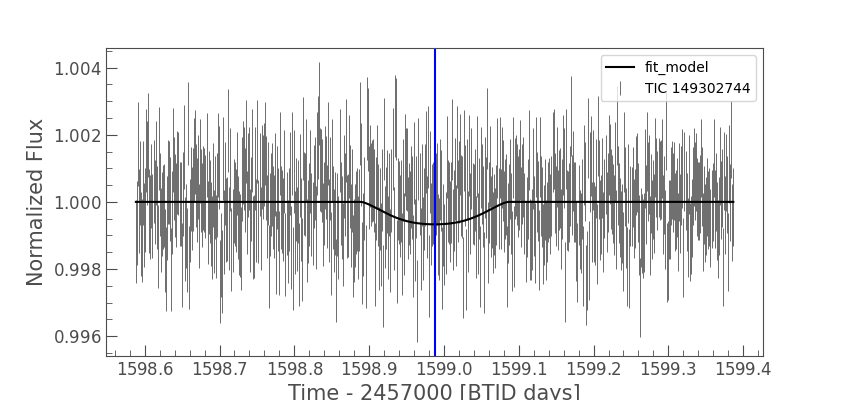 fit_model
TIC 149302744
Normalized Flux
1.004
1.002
1.000
0.998
0.996
1598.6 1598.7 1598.8 1598.9 1599.0 1599.1 1599.2 1599.3 1599.4
Time - 2457000 [BTJD days]